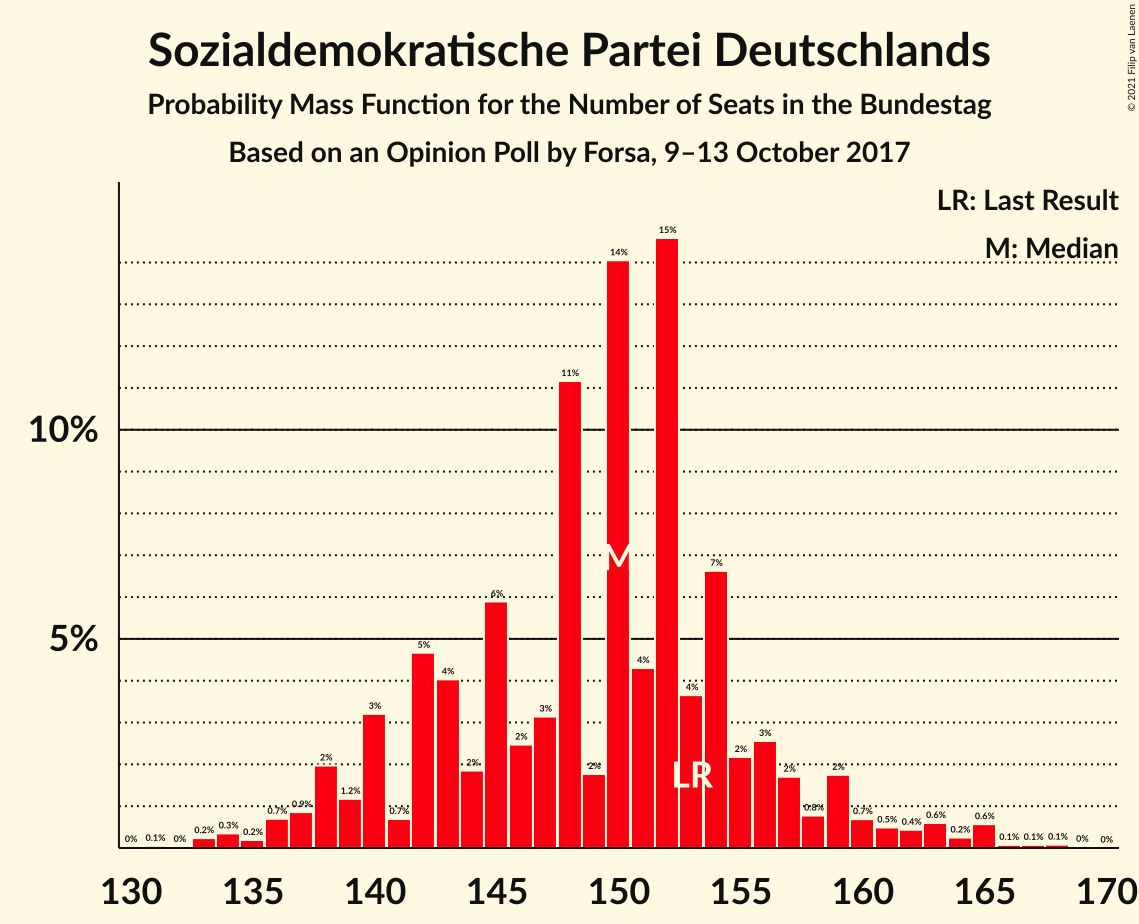 Sozialdemokratische Partei Deutschlands
Probability Mass Function for the Number of Seats in the Bundestag
Based on an Opinion Poll by Forsa, 9–13 October 2017
© 2021 Filip van Laenen
LR: Last Result
M: Median
10%
5%
0% 0.1% 0% 0.2% 0.3% 0.2% 0.7% 0.9% 2% 1.2% 3% 0.7% 5% 4% 2% 6% 2% 3% 11% 2% 14% 4% 15% 4% 7% 2% 3% 2% 0.8% 2% 0.7% 0.5% 0.4% 0.6% 0.2% 0.6% 0.1% 0.1% 0.1% 0% 0%
M
LR
130 135 140 145 150 155 160 165 170